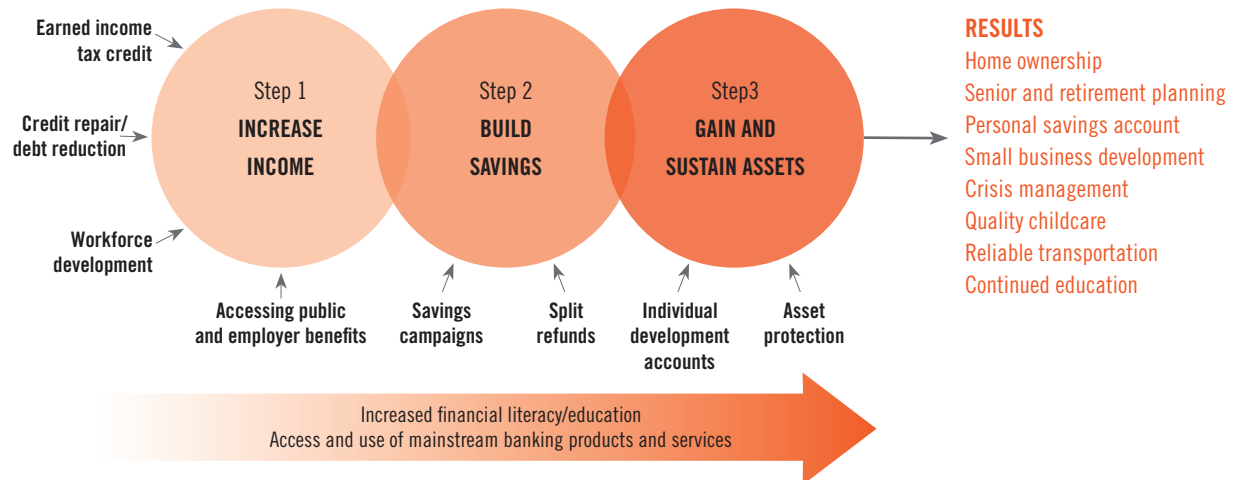 Earned income
tax credit
Credit repair/
debt reduction
Workforce
development
Accessing public
and employer benefits
Step 1
INCREASE
INCOME
Step 2
BUILD
SAVINGS
Savings
campaigns
Split
refunds
Step3
GAIN AND
SUSTAIN ASSETS
Individual
development
accounts
Asset
protection
RESULTS
Home ownership
Senior and retirement planning
Personal savings account
Small business development
Crisis management
Quality childcare
Reliable transportation
Continued education
Increased financial literacy/education
Access and use of mainstream banking products and services